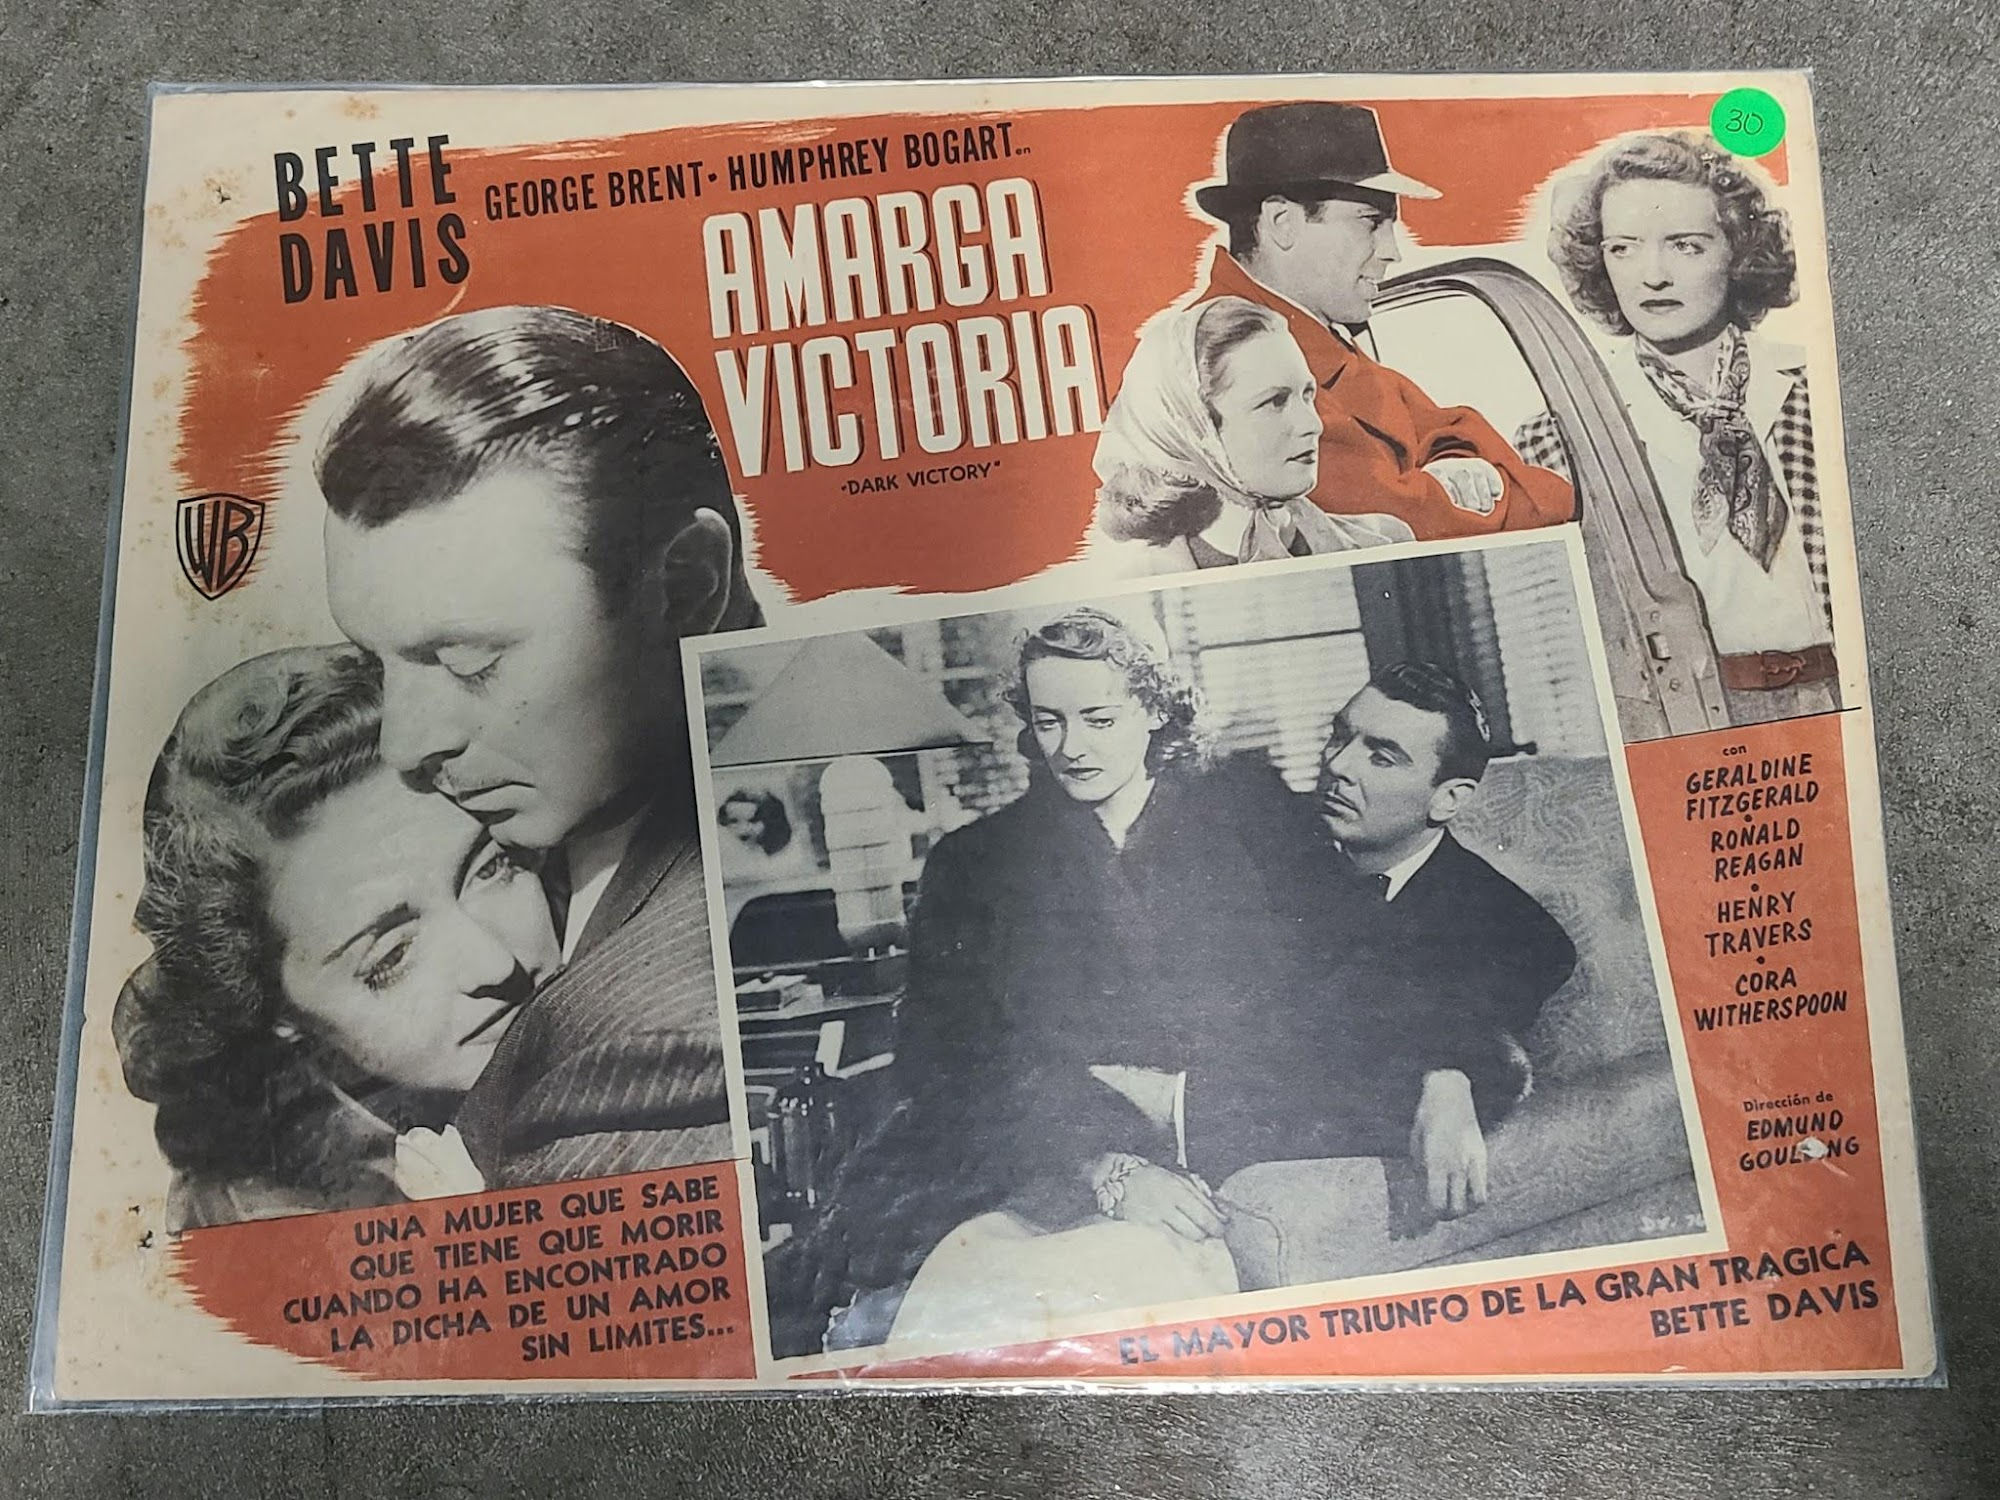 30
BETTE
DAVIS
GEORGE BRENT • HUMPHREY BOGART en
AMARGA
VICTORIA
"DARK VICTORY"
WB
con
GERALDINE
FITZGERALD
•
RONALD
REAGAN
•
HENRY
TRAVERS
•
CORA
WITHERSPOON
Dirección de
EDMUND
UNA MUJER QUE SABE
QUE TIENE QUE MORIR
CUANDO HA ENCONTRADO
LA DICHA DE UN AMOR
SIN LIMITES...
EL MAYOR TRIUNFO DE LA GRAN TRAGICA
BETTE DAVIS